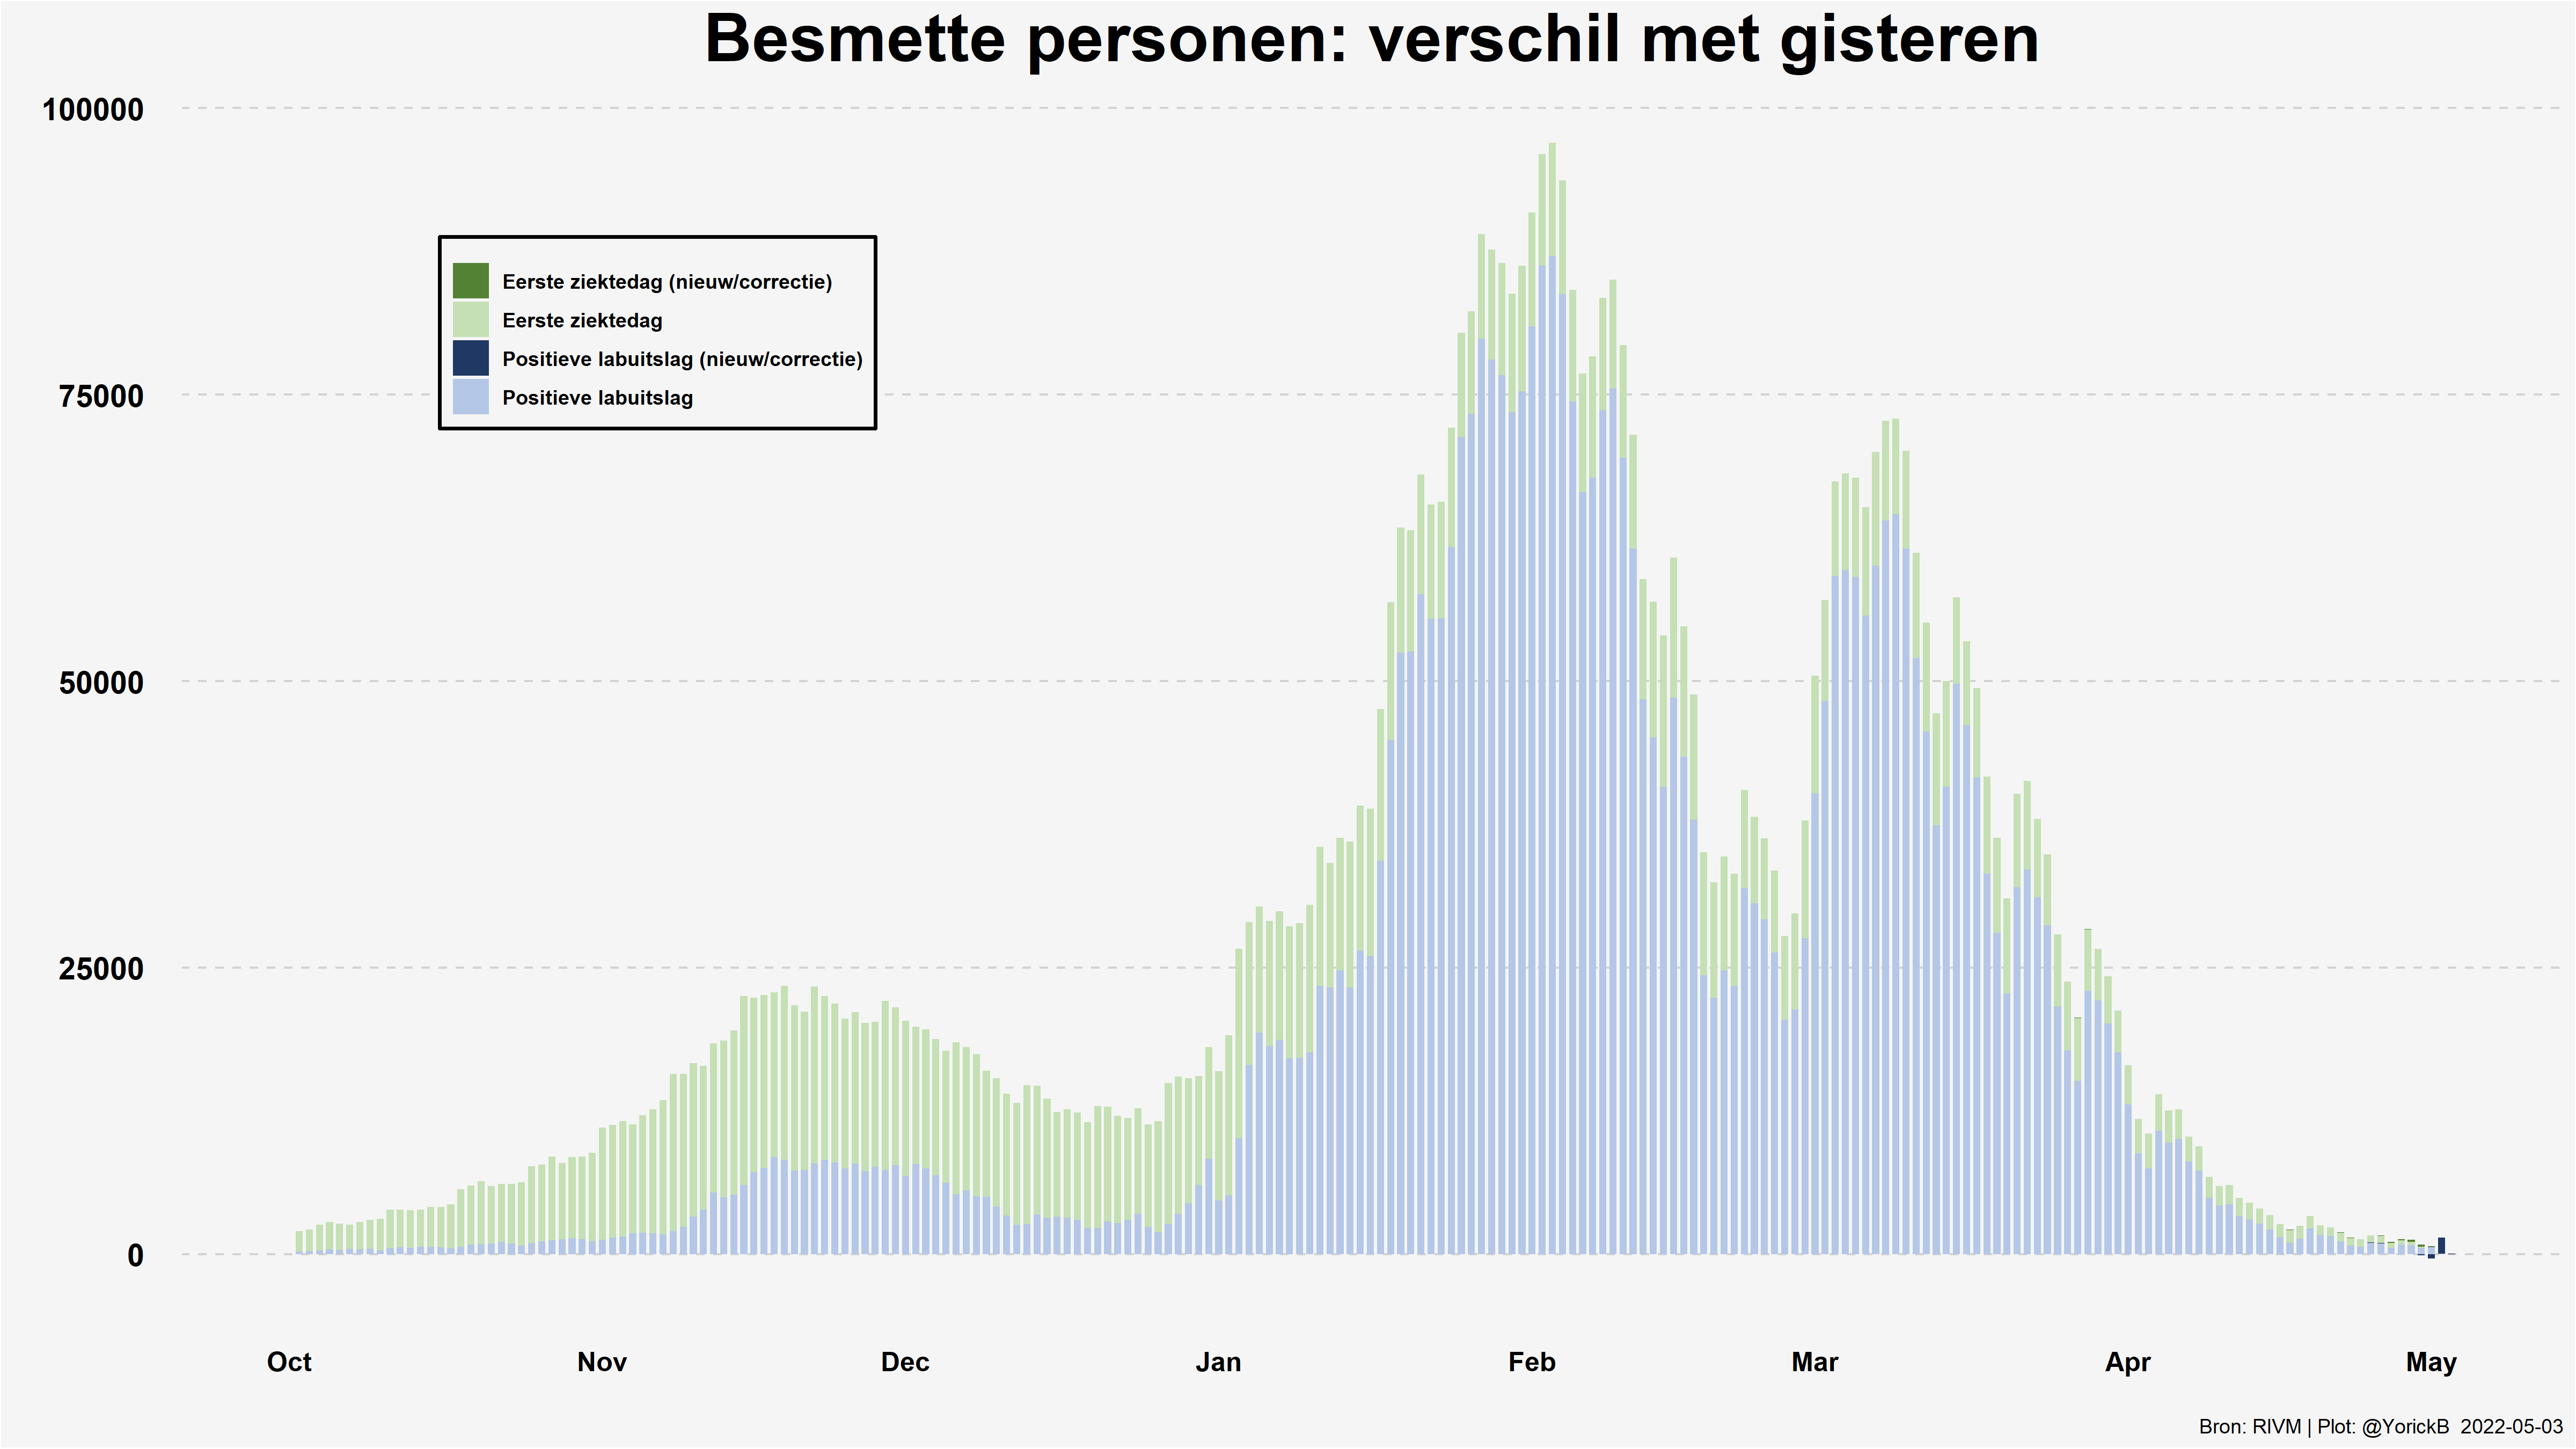 Besmette personen: verschil met gisteren
100000
75000
50000
25000
0
Eerste ziektedag (nieuw/correctie)
Eerste ziektedag
Positieve labuitslag (nieuw/correctie)
Positieve labuitslag
Oct Nov Dec Jan Feb Mar Apr May
Bron: RIVM | Plot: @YorickB 2022-05-03